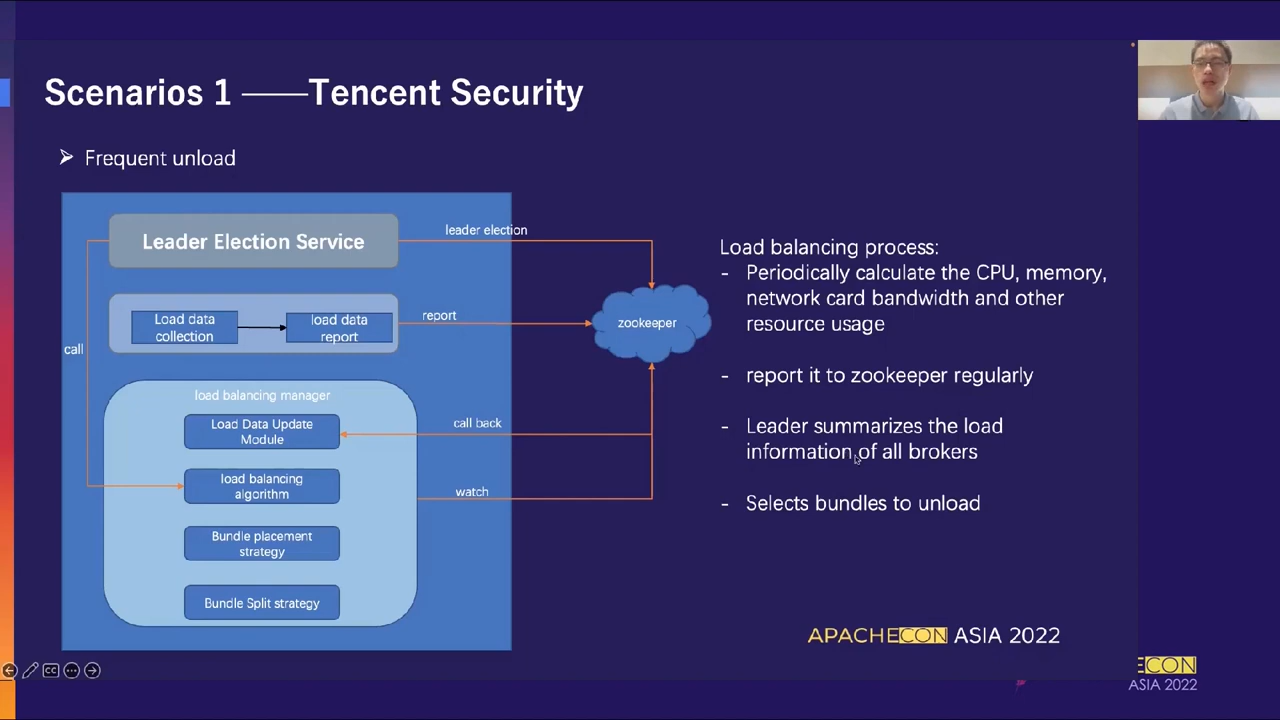 Scenarios 1 ——Tencent Security
Frequent unload
Leader Election Service
leader election
Load data
collection
load data
report
report
zookeeper
call
load balancing manager
Load Data Update
Module
call back
load balancing
algorithm
watch
Bundle placement
strategy
Bundle Split strategy
Load balancing process:
- Periodically calculate the CPU, memory,
network card bandwidth and other
resource usage
- report it to zookeeper regularly
- Leader summarizes the load
information of all brokers
- Selects bundles to unload
APACHECON ASIA 2022
ECON
ASIA 2022
CC